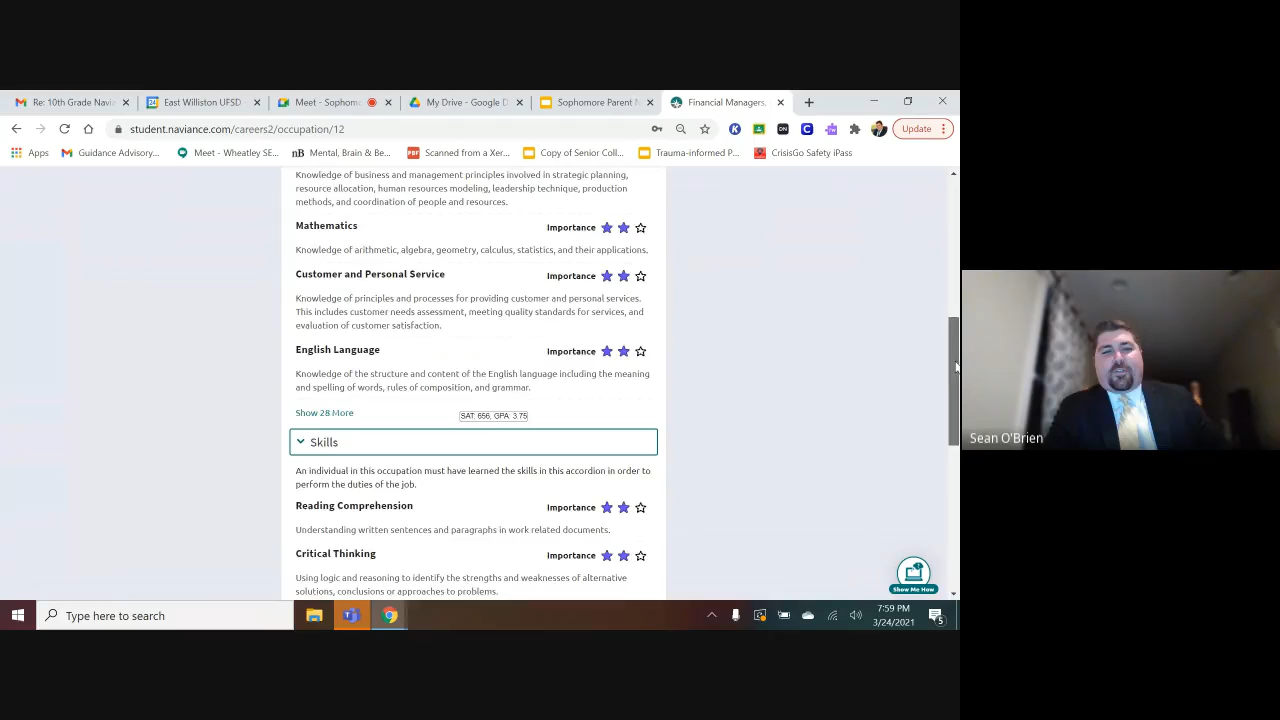 Re: 10th Grade Navia
East Williston UFSD
Meet - Sophom
My Drive - Google D
Sophomore Parent N
Financial Managers.
student.naviance.com/careers2/occupation/12
Update
Apps
Guidance Advisory...
Meet - Wheatley SE...
nB Mental, Brain & Be...
PDF Scanned from a Xer...
Copy of Senior Coll...
Trauma-informed P...
CrisisGo Safety iPass
Knowledge of business and management principles involved in strategic planning,
resource allocation, human resources modeling, leadership technique, production
methods, and coordination of people and resources.
Mathematics Importance
Knowledge of arithmetic, algebra, geometry, calculus, statistics, and their applications.
Customer and Personal Service Importance
Knowledge of principles and processes for providing customer and personal services.
This includes customer needs assessment, meeting quality standards for services, and
evaluation of customer satisfaction.
English Language Importance
Knowledge of the structure and content of the English language including the meaning
and spelling of words, rules of composition, and grammar.
Show 28 More
SAT: 656, GPA: 3.75
Skills
An individual in this occupation must have learned the skills in this accordion in order to
perform the duties of the job.
Reading Comprehension Importance
Understanding written sentences and paragraphs in work related documents.
Critical Thinking Importance
Using logic and reasoning to identify the strengths and weaknesses of alternative
solutions, conclusions or approaches to problems.
Show Me How
Sean O'Brien
Type here to search
7:59 PM
3/24/2021
5